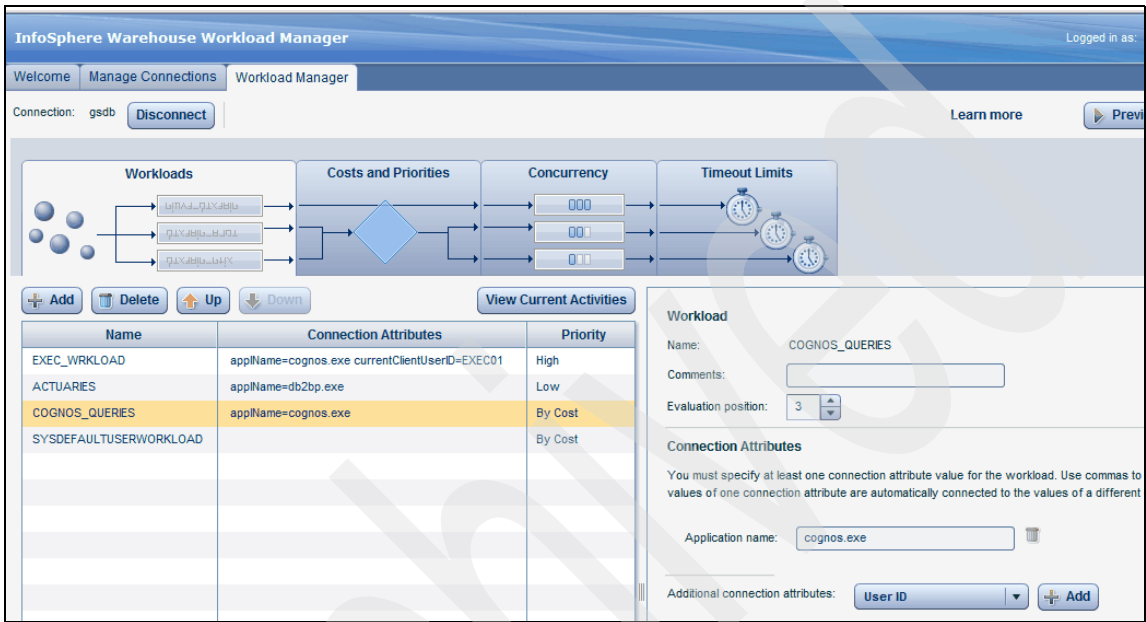 InfoSphere Warehouse Workload Manager
Logged in as:
Welcome Manage Connections Workload Manager
Connection: gsdb Disconnect
Learn more
Previ
Workloads Costs and Priorities Concurrency Timeout Limits
Add Delete Up Down View Current Activities
Name Connection Attributes Priority
EXEC_WRKLOAD applName=cognos.exe currentClientUserID=EXEC01 High
ACTUARIES applName=db2bp.exe Low
COGNOS_QUERIES applName=cognos.exe By Cost
SYSDEFAULTUSERWORKLOAD By Cost
Workload
Name: COGNOS_QUERIES
Comments:
Evaluation position: 3
Connection Attributes
You must specify at least one connection attribute value for the workload. Use commas to
values of one connection attribute are automatically connected to the values of a different
Application name: cognos.exe
Additional connection attributes: User ID Add